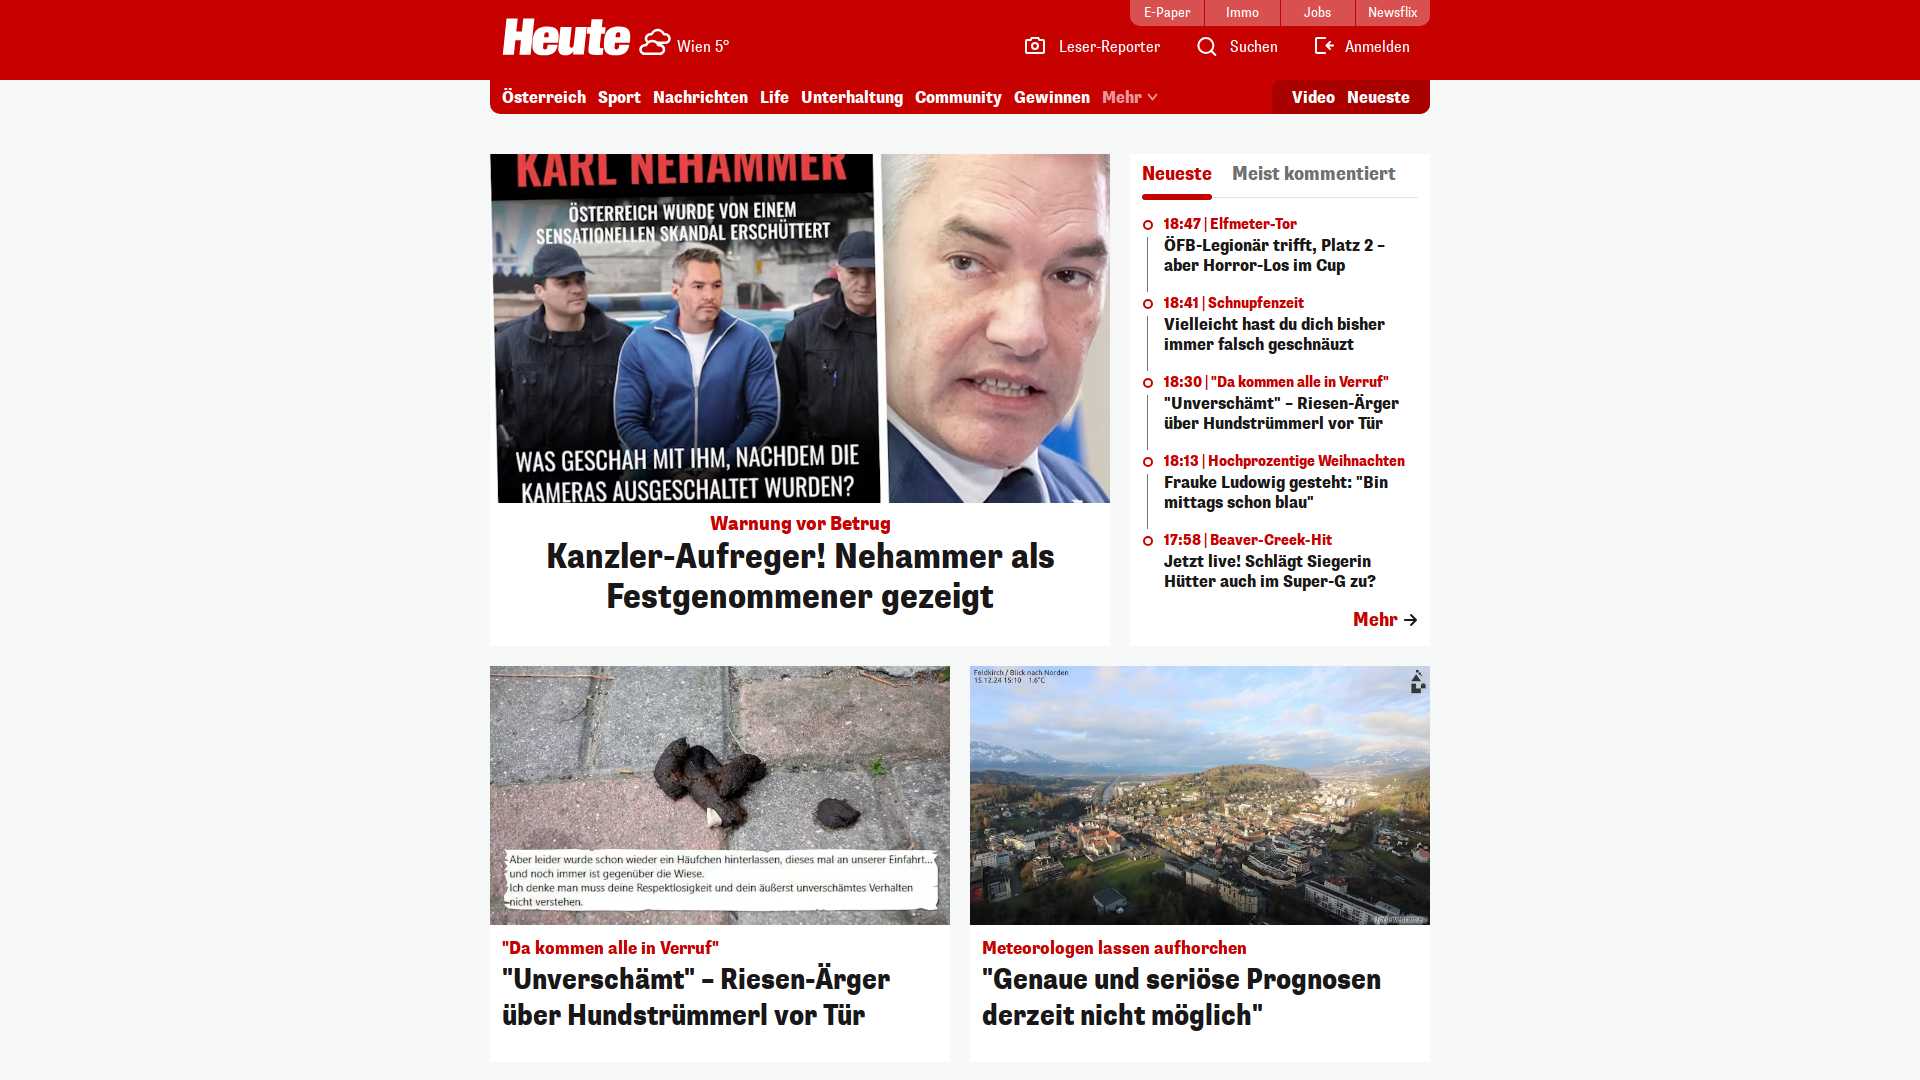 E-Paper
Immo
Jobs
Newsflix
Heute
Wien 5°
Leser-Reporter
Suchen
Anmelden
Österreich
Sport
Nachrichten
Life
Unterhaltung
Community
Gewinnen
Mehr
Video
Neueste
KARL NEHAMMER
ÖSTERREICH WURDE VON EINEM
SENSATIONELLEN SKANDAL ERSCHÜTTERT
WAS GESCHAH MIT IHM, NACHDEM DIE
KAMERAS AUSGESCHALTET WURDEN?
Warnung vor Betrug
Kanzler-Aufreger! Nehammer als
Festgenommener gezeigt
Neueste
Meist kommentiert
18:47 | Elfmeter-Tor
ÖFB-Legionär trifft, Platz 2 –
aber Horror-Los im Cup
18:41 | Schnupfenzeit
Vielleicht hast du dich bisher
immer falsch geschnäuzt
18:30 | "Da kommen alle in Verruf"
"Unverschämt" – Riesen-Ärger
über Hundstrümmerl vor Tür
18:13 | Hochprozentige Weihnachten
Frauke Ludowig gesteht: "Bin
mittags schon blau"
17:58 | Beaver-Creek-Hit
Jetzt live! Schlägt Siegerin
Hütter auch im Super-G zu?
Mehr
Aber leider wurde schon wieder ein Häufchen hinterlassen, dieses mal an unserer Einfahrt...
und noch immer ist gegenüber die Wiese.
Ich denke man muss deine Respektlosigkeit und dein äußerst unverschämtes Verhalten
nicht verstehen.
"Da kommen alle in Verruf"
"Unverschämt" – Riesen-Ärger
über Hundstrümmerl vor Tür
Feldkirch / Blick nach Norden
15.12.24 15:10 1.6°C
Meteorologen lassen aufhorchen
"Genaue und seriöse Prognosen
derzeit nicht möglich"